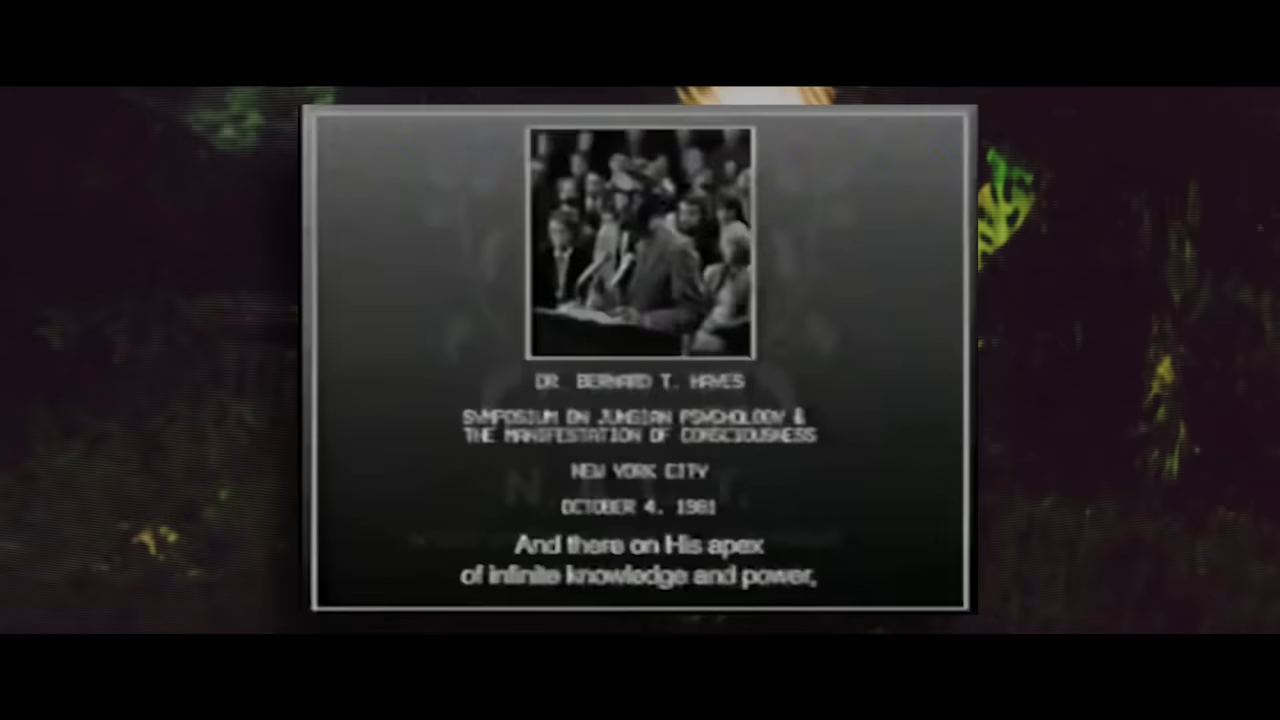 DR. BERNARD T. HAVES
SYMPOSIUM ON JUNGIAN PSYCHOLOGY &
THE MANIFESTATION OF CONSCIOUSNESS
NEW YORK CITY
OCTOBER 4, 1981
And there on His apex
of infinite knowledge and power,